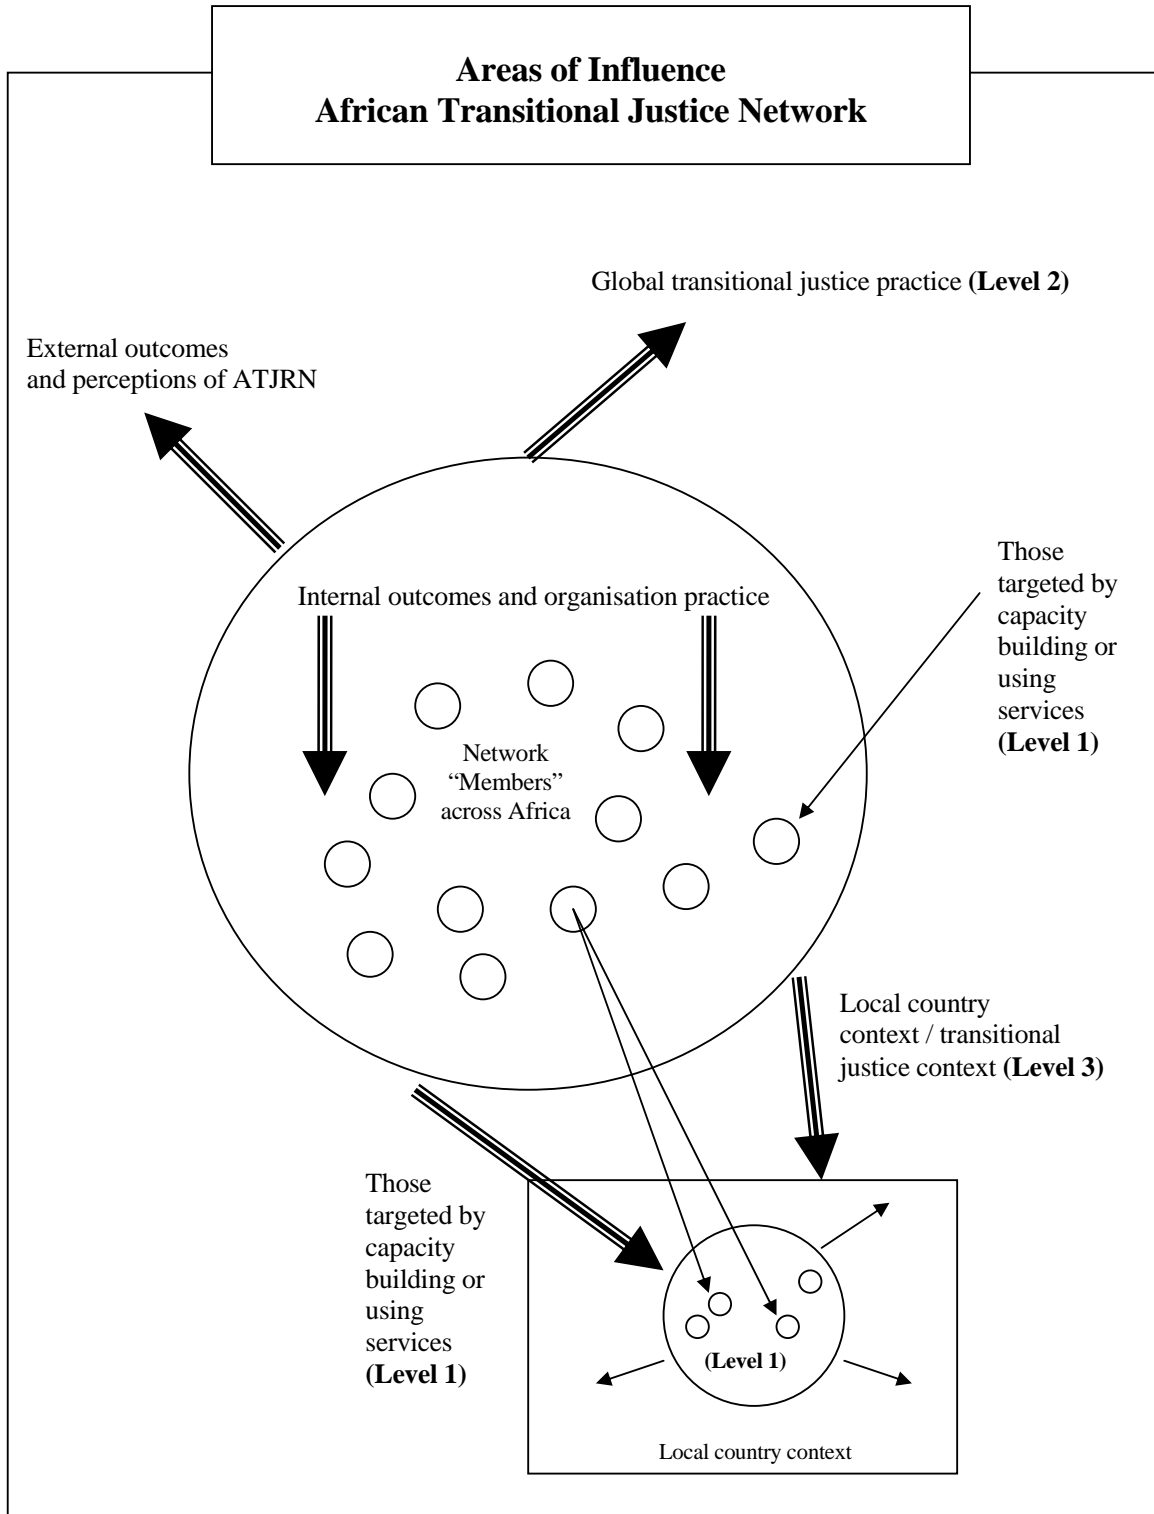 Areas of Influence
African Transitional Justice Network
Global transitional justice practice (Level 2)
External outcomes
and perceptions of ATJRN
Those
targeted by
capacity
building or
using
services
(Level 1)
Internal outcomes and organisation practice
Network
“Members”
across Africa
Local country
context / transitional
justice context (Level 3)
Those
targeted by
capacity
building or
using
services
(Level 1)
(Level 1)
Local country context